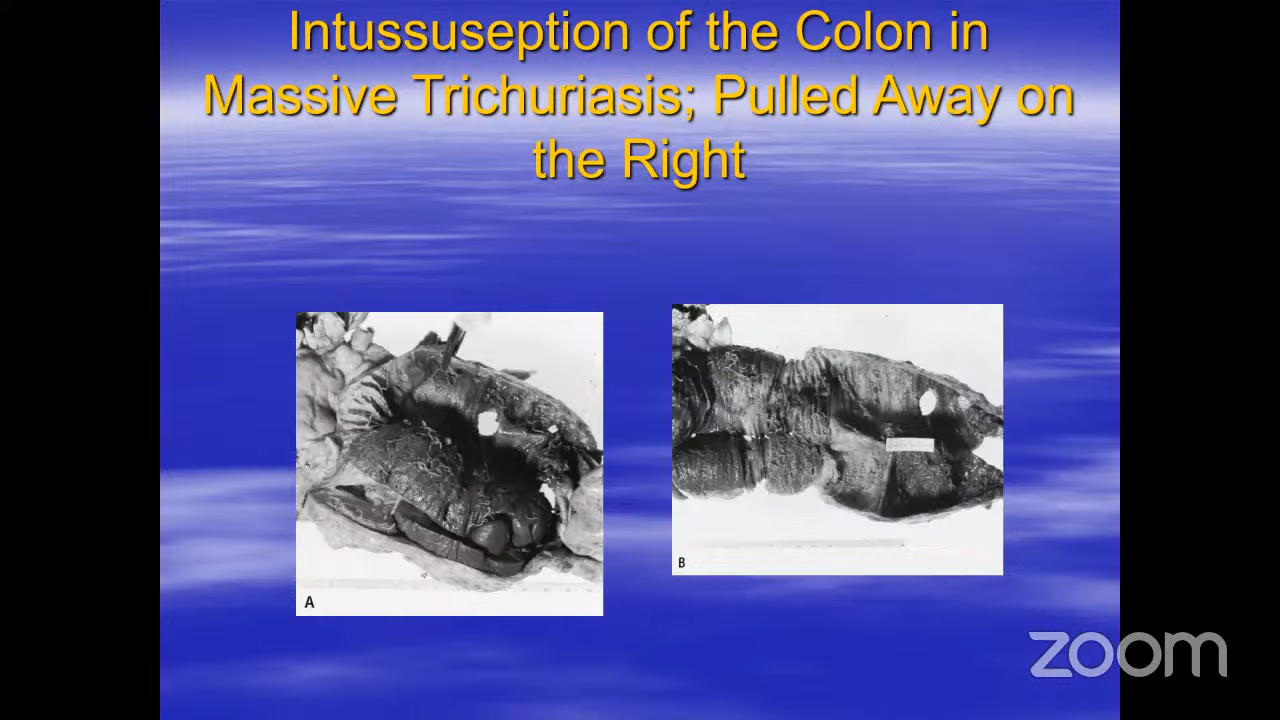 Intussuseption of the Colon in
Massive Trichuriasis; Pulled Away on
the Right
A
B
zoom